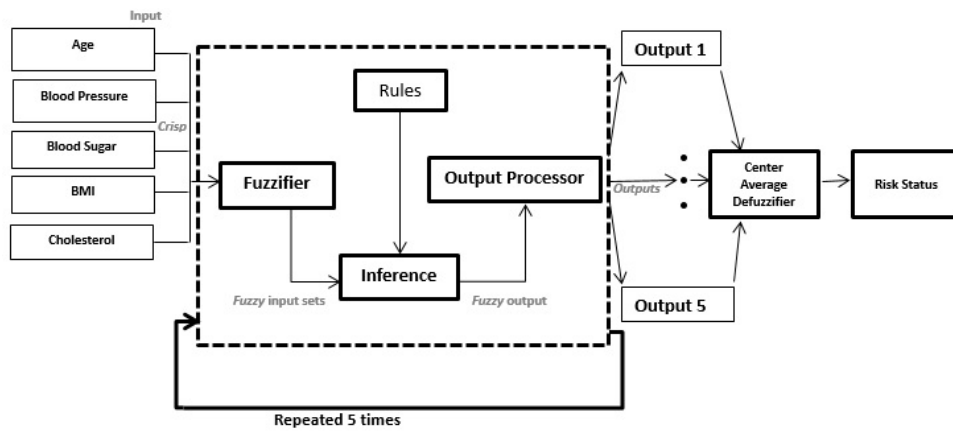 Input
Age
Blood Pressure
Crisp
Blood Sugar
BMI
Cholesterol
Rules
Fuzzifier
Output Processor
Inference
Fuzzy input sets
Fuzzy output
Repeated 5 times
Output 1
Outputs
Output 5
Center
Average
Defuzzifier
Risk Status